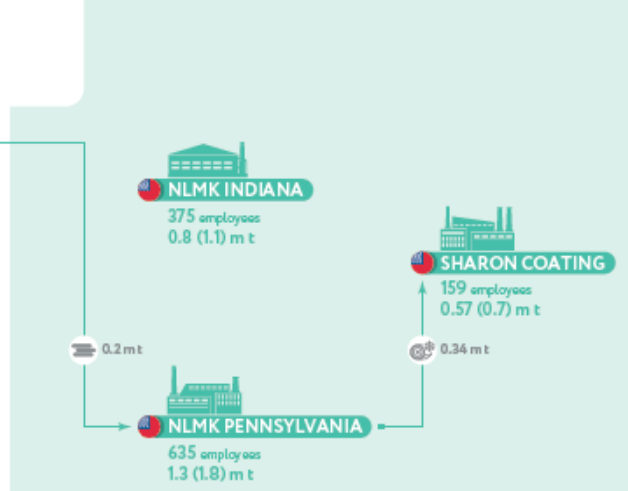 NLMK INDIANA
375 employees
0.8 (1.1) m t
SHARON COATING
159 employees
0.57 (0.7) m t
0.2 m t
0.34 m t
NLMK PENNSYLVANIA
635 employees
1.3 (1.8) m t